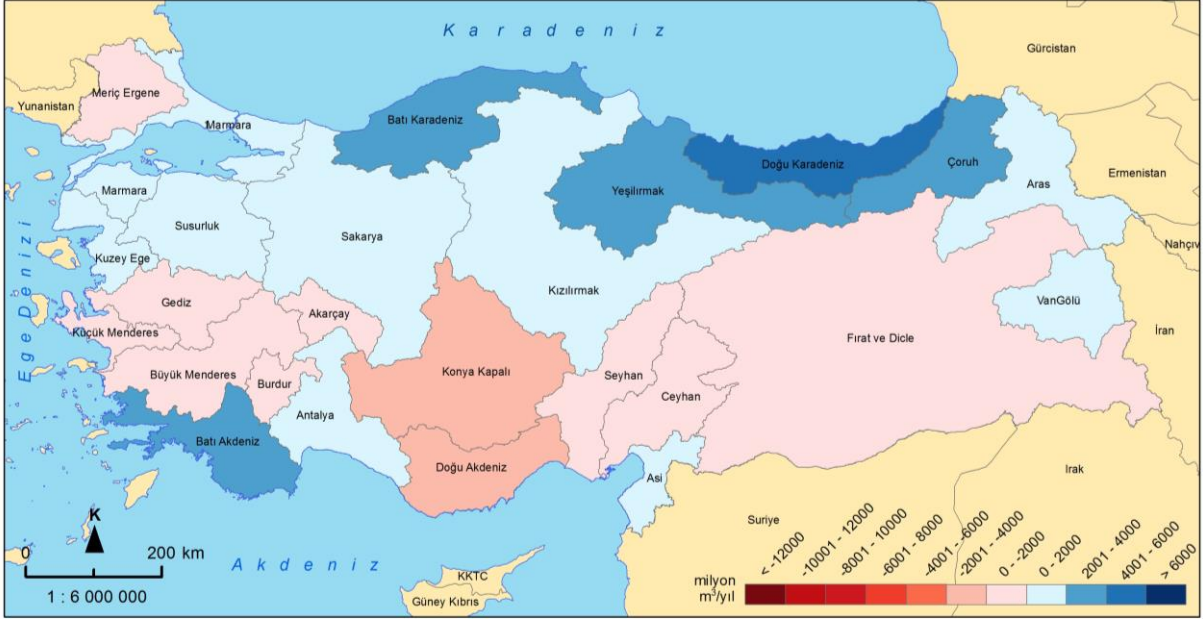 Karadeniz
Gürcistan
Yunanistan
Meriç Ergene
Marmara
Batı Karadeniz
Doğu Karadeniz
Çoruh
Ermenistan
Marmara
Yeşilırmak
Aras
Susurluk
Sakarya
Nahçıv
Kuzey Ege
Kızılırmak
VanGölü
İran
Gediz
Akarçay
Küçük Menderes
Fırat ve Dicle
Ege Denizi
Büyük Menderes
Burdur
Konya Kapalı
Seyhan
Ceyhan
Antalya
Batı Akdeniz
Doğu Akdeniz
Asi
Irak
Suriye
K
0 200 km
1 : 6 000 000
Akdeniz
KKTC
Güney Kıbrıs
milyon
m³/yıl
< -12000
-10001 - 12000
-8001 - 10000
-6001 - 8000
-4001 - -6000
-2001 - -4000
0 - -2000
0 - 2000
2001 - 4000
4001 - 6000
> 6000